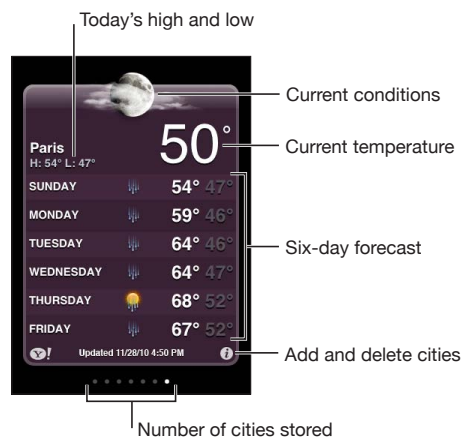 Today's high and low
Current conditions
50°
Current temperature
Paris
H: 54° L: 47°
SUNDAY 54° 47°
MONDAY 59° 46°
TUESDAY 64° 46°
Six-day forecast
WEDNESDAY 64° 47°
THURSDAY 68° 52°
FRIDAY 67° 52°
Y! Updated 11/28/10 4:50 PM i
Add and delete cities
Number of cities stored